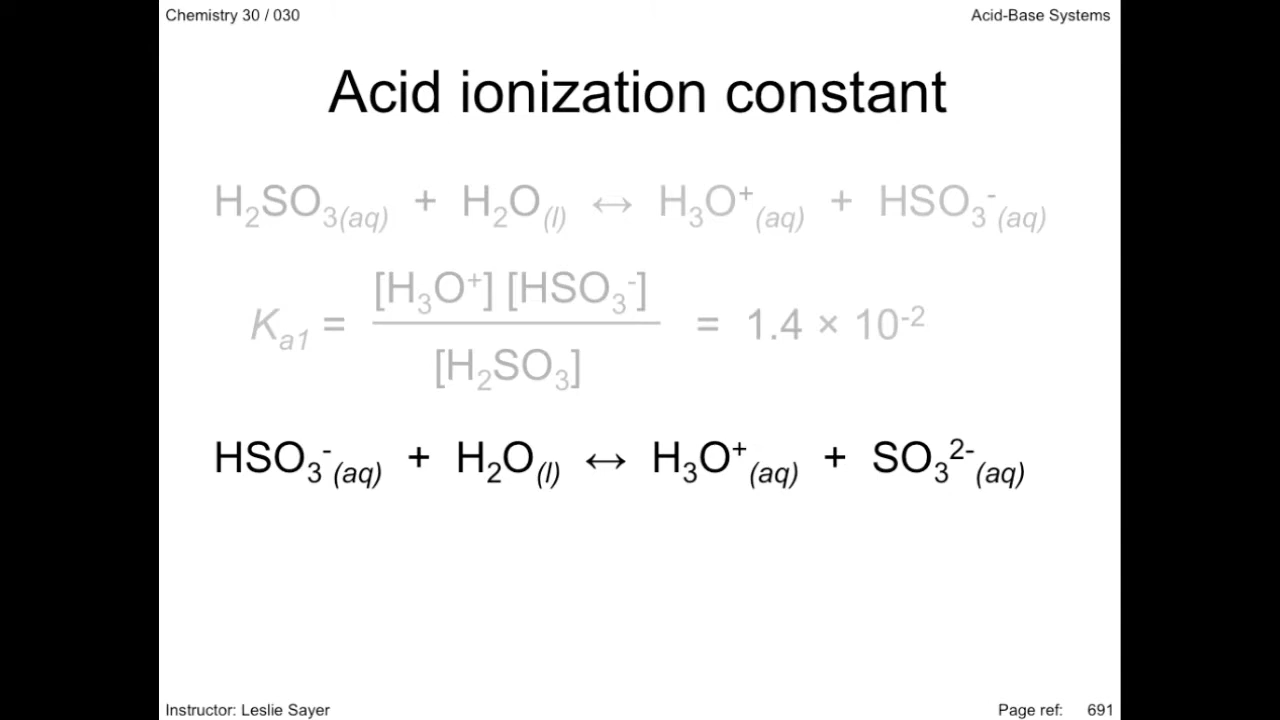 Chemistry 30 / 030
Acid-Base Systems
Acid ionization constant
H₂SO₃(aq) + H₂O(l) ↔ H₃O⁺(aq) + HSO₃⁻(aq)
[H₃O⁺] [HSO₃⁻]
Kₐ₁ = = 1.4 × 10⁻²
[H₂SO₃]
HSO₃⁻(aq) + H₂O(l) ↔ H₃O⁺(aq) + SO₃²⁻(aq)
Instructor: Leslie Sayer
Page ref: 691